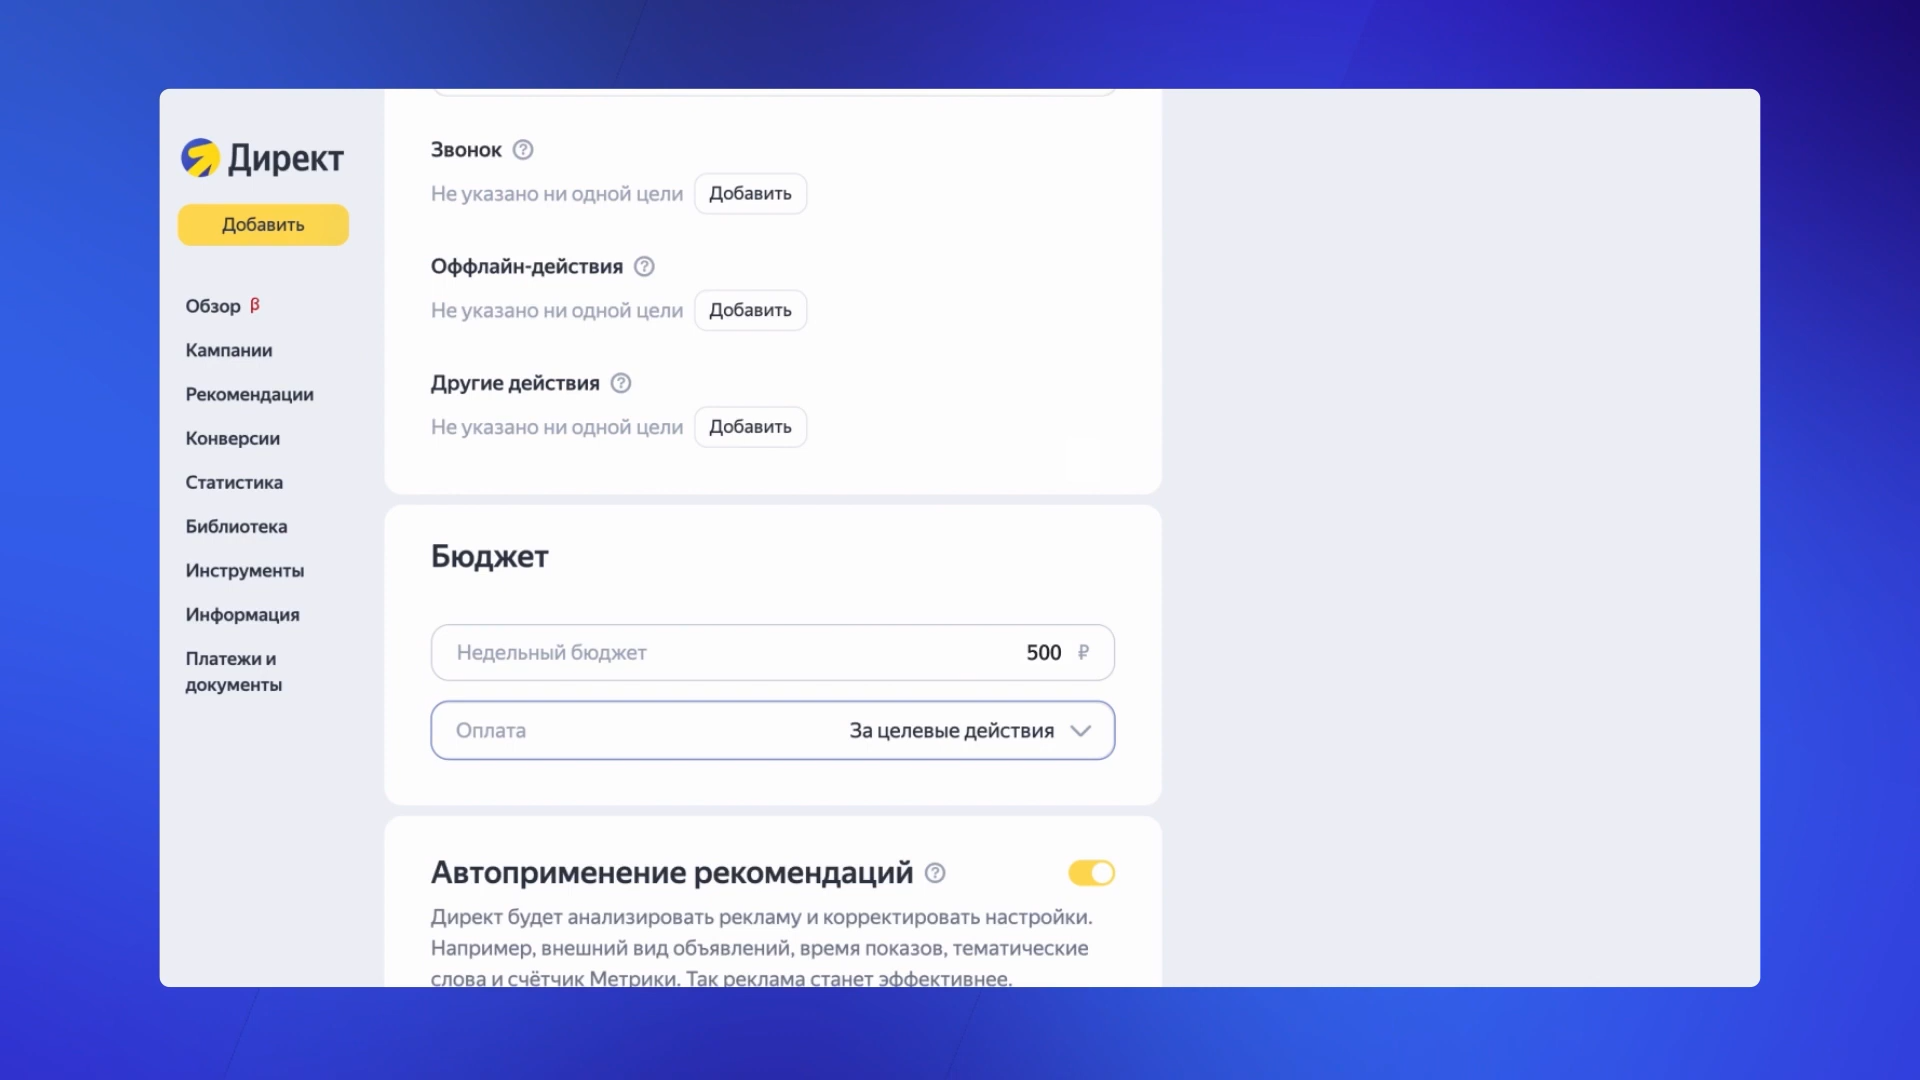 Директ
Добавить
Обзор β
Кампании
Рекомендации
Конверсии
Статистика
Библиотека
Инструменты
Информация
Платежи и
документы
Звонок ?
Не указано ни одной цели Добавить
Оффлайн-действия ?
Не указано ни одной цели Добавить
Другие действия ?
Не указано ни одной цели Добавить
Бюджет
Недельный бюджет 500 ₽
Оплата За целевые действия
Автоприменение рекомендаций ?
Директ будет анализировать рекламу и корректировать настройки.
Например, внешний вид объявлений, время показов, тематические
слова и счётчик Метрики. Так реклама станет эффективнее.